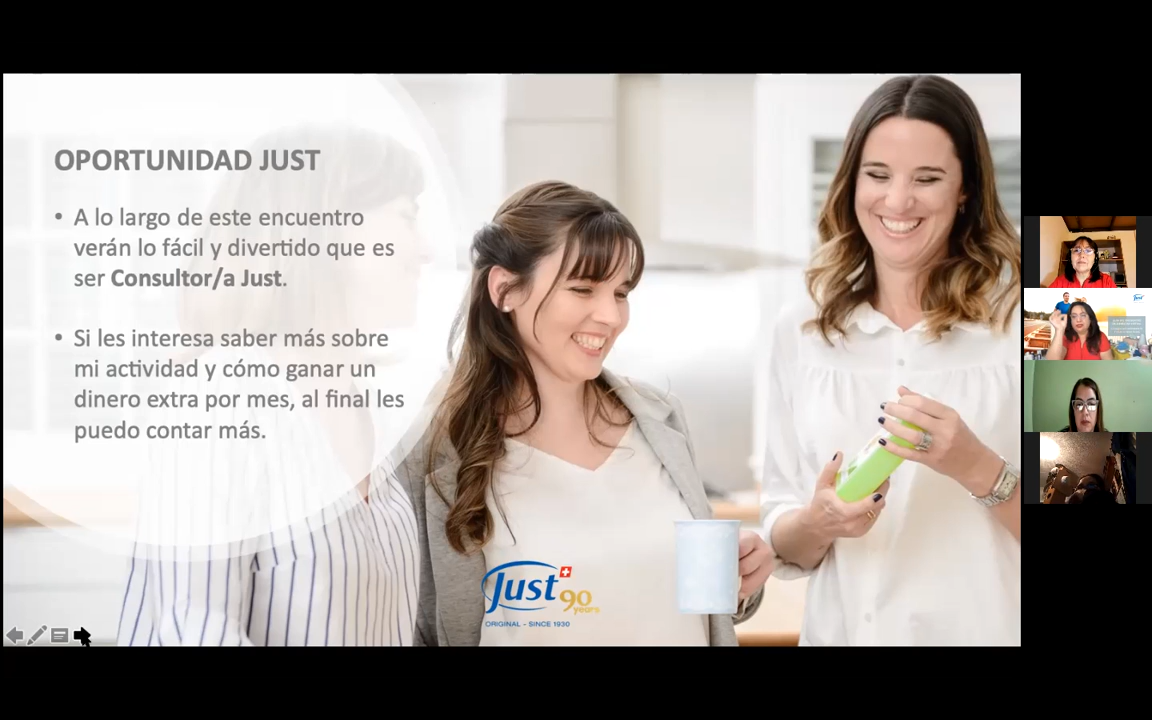 OPORTUNIDAD JUST
• A lo largo de este encuentro
verán lo fácil y divertido que es
ser Consultor/a Just.
• Si les interesa saber más sobre
mi actividad y cómo ganar un
dinero extra por mes, al final les
puedo contar más.
Just
90
years
ORIGINAL - SINCE 1930
Just